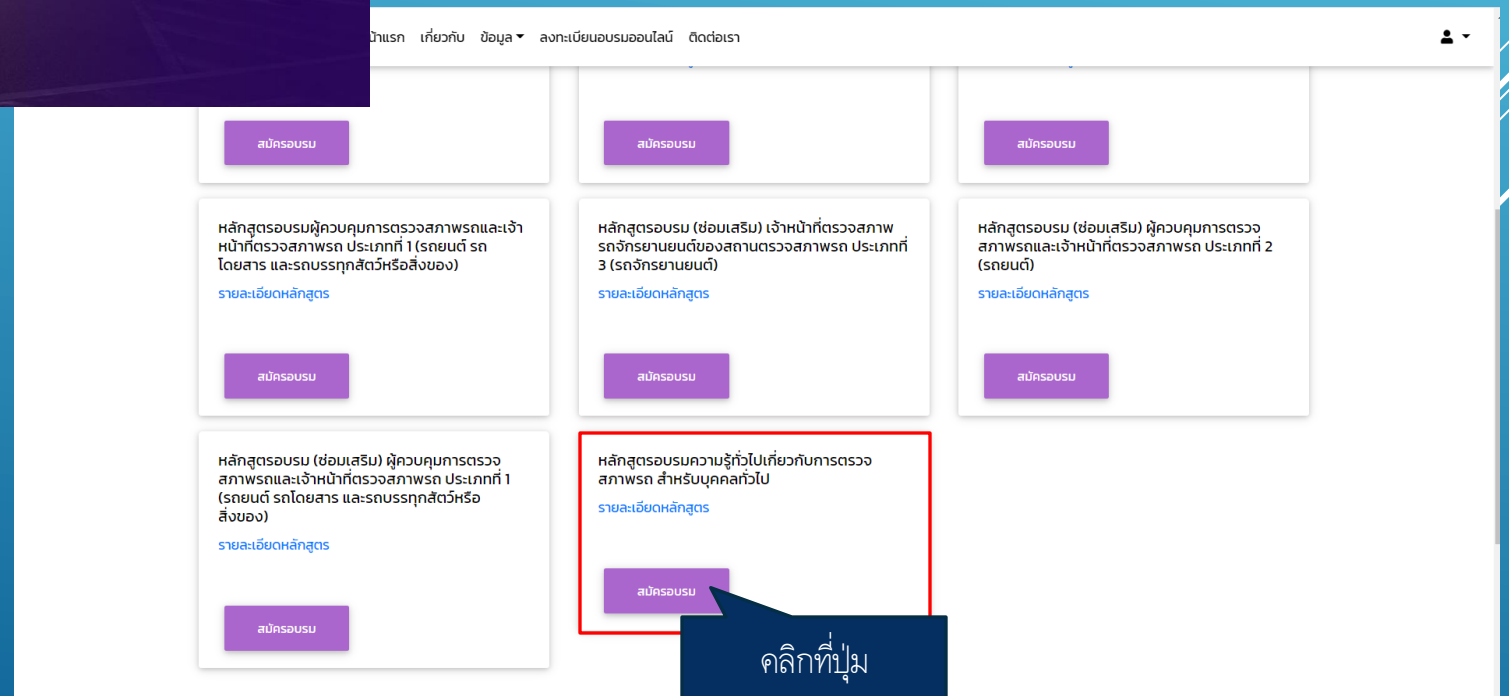 เกี่ยวกับ ข้อมูล ลงทะเบียนอบรมออนไลน์ ติดต่อเรา
สมัครอบรม
สมัครอบรม
สมัครอบรม
หลักสูตรอบรมผู้ควบคุมการตรวจสภาพรถและเจ้า
หน้าที่ตรวจสภาพรถ ประเภทที่ 1 (รถยนต์ รถ
โดยสาร และรถบรรทุกสัตว์หรือสิ่งของ)
รายละเอียดหลักสูตร
สมัครอบรม
หลักสูตรอบรม (ซ่อมเสริม) เจ้าหน้าที่ตรวจสภาพ
รถจักรยานยนต์ของสถานตรวจสภาพรถ ประเภทที่
3 (รถจักรยานยนต์)
รายละเอียดหลักสูตร
สมัครอบรม
หลักสูตรอบรม (ซ่อมเสริม) ผู้ควบคุมการตรวจ
สภาพรถและเจ้าหน้าที่ตรวจสภาพรถ ประเภทที่ 2
(รถยนต์)
รายละเอียดหลักสูตร
สมัครอบรม
หลักสูตรอบรม (ซ่อมเสริม) ผู้ควบคุมการตรวจ
สภาพรถและเจ้าหน้าที่ตรวจสภาพรถ ประเภทที่ 1
(รถยนต์ รถโดยสาร และรถบรรทุกสัตว์หรือ
สิ่งของ)
รายละเอียดหลักสูตร
สมัครอบรม
หลักสูตรอบรมความรู้ทั่วไปเกี่ยวกับการตรวจ
สภาพรถ สำหรับบุคคลทั่วไป
รายละเอียดหลักสูตร
สมัครอบรม
คลิกที่ปุ่ม